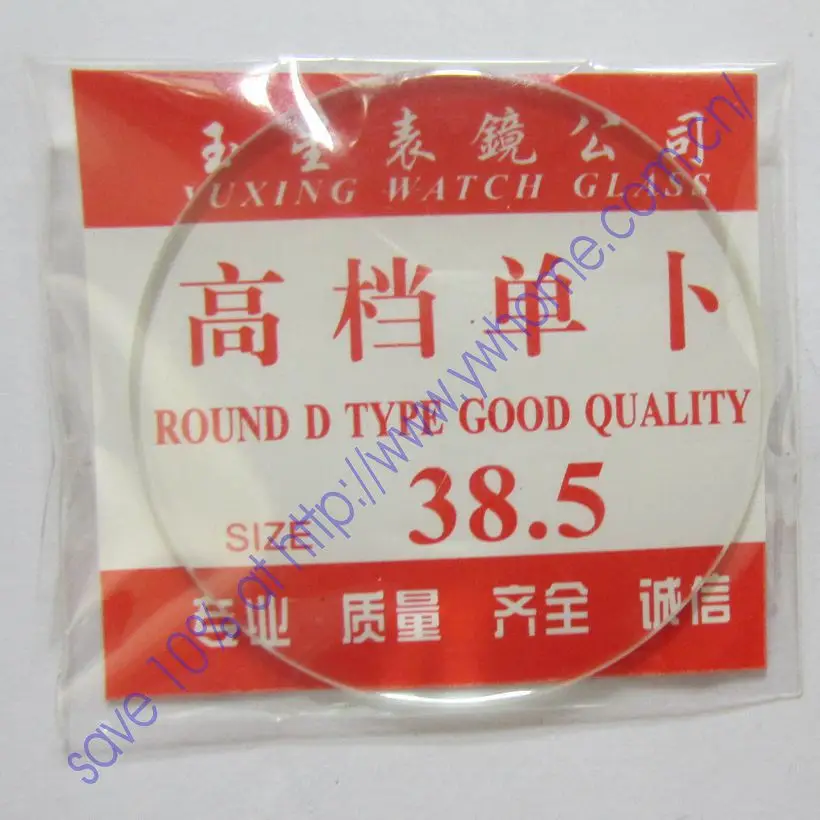 玉星表鏡公司
YUXING WATCH GLASS
高档单卜
ROUND D TYPE GOOD QUALITY
SIZE 38.5
专业 质量 齐全 诚信
save 10% at http://www.ywhome.com.cn/